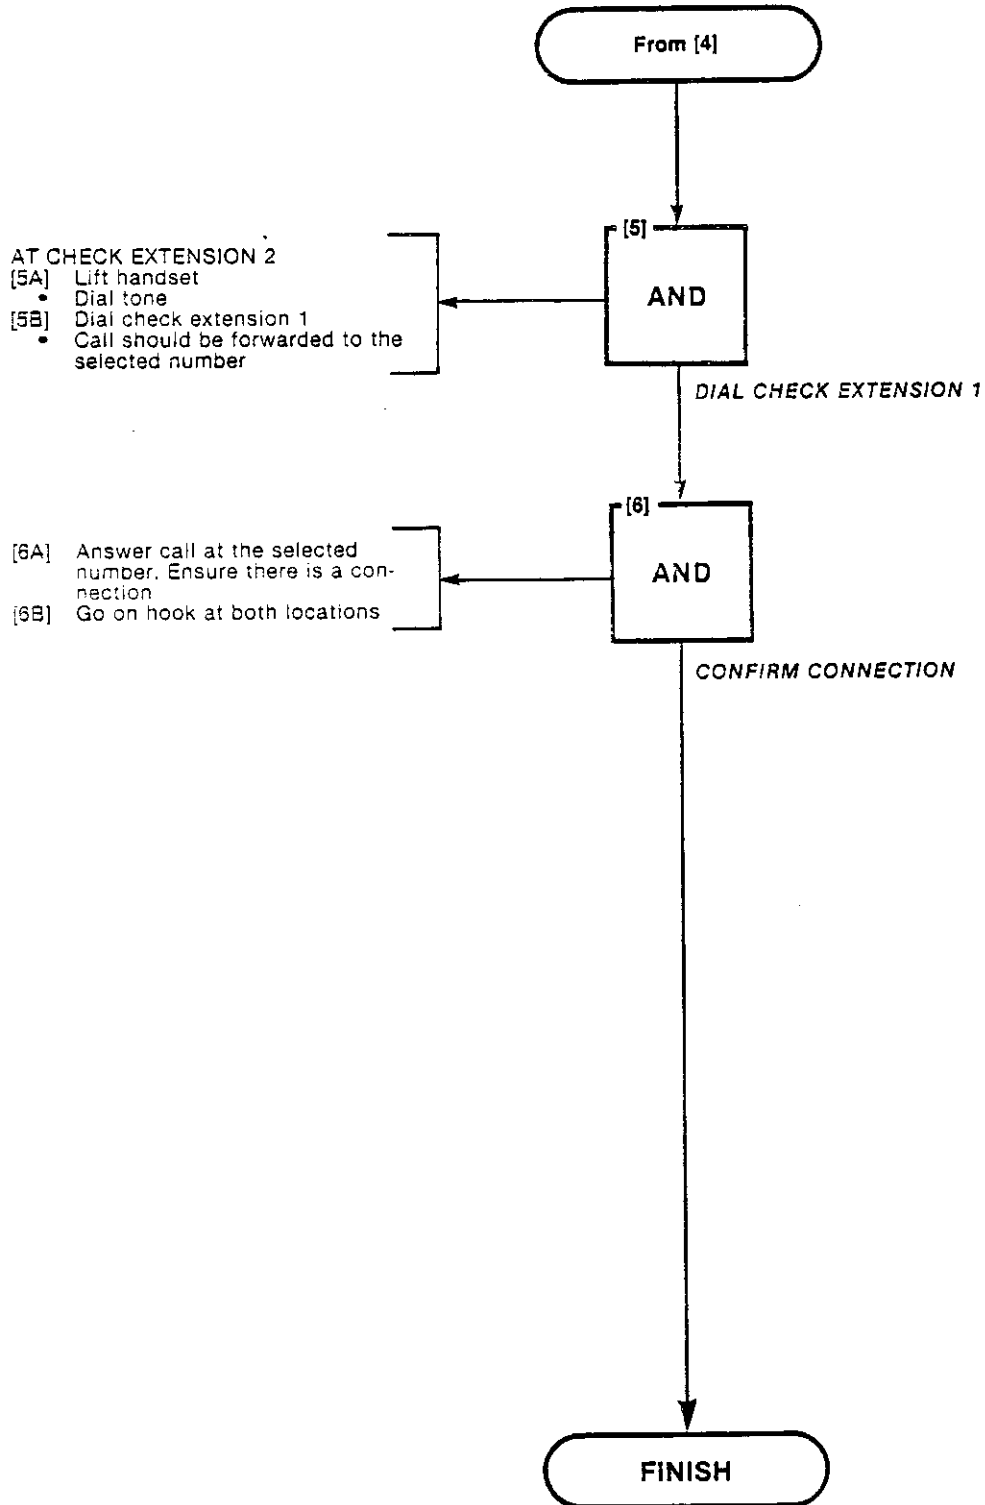 From [4]
[5]
AND
AT CHECK EXTENSION 2
[5A] Lift handset
• Dial tone
[5B] Dial check extension 1
• Call should be forwarded to the
selected number
DIAL CHECK EXTENSION 1
[6]
AND
[6A] Answer call at the selected
number. Ensure there is a con-
nection
[6B] Go on hook at both locations
CONFIRM CONNECTION
FINISH